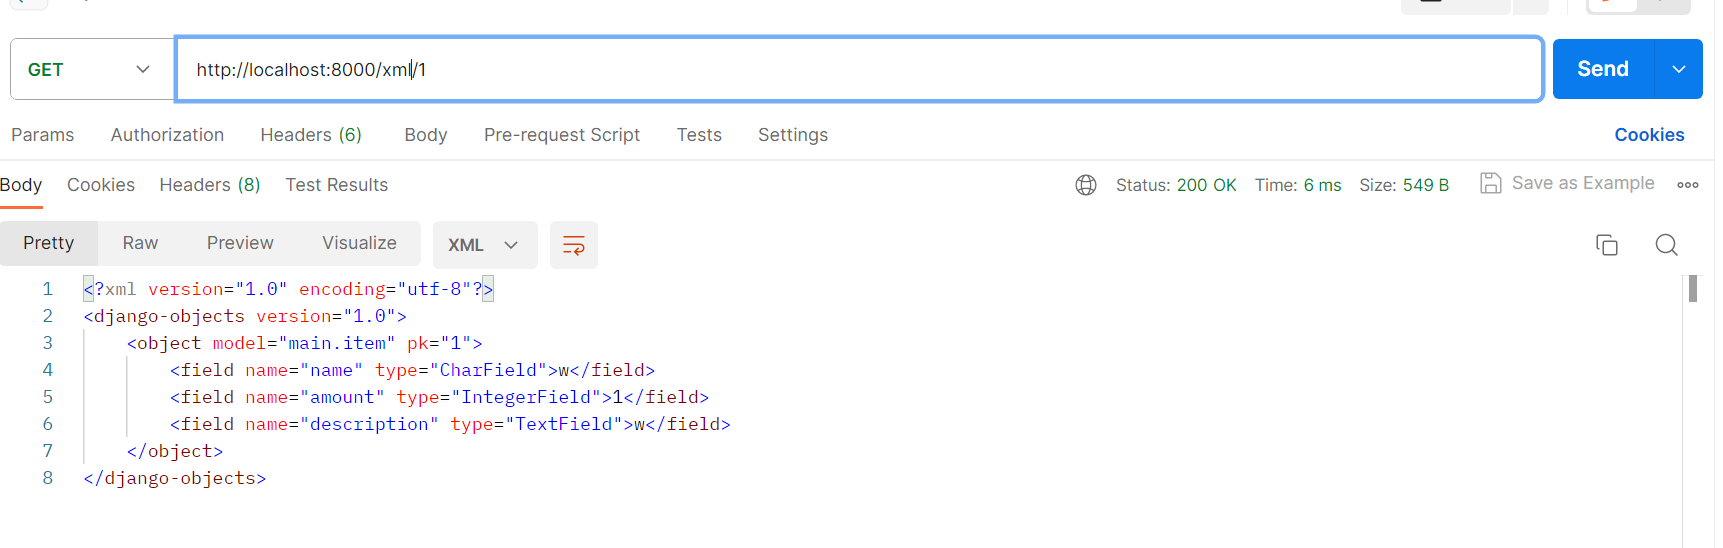 GET http://localhost:8000/xml/1 Send
Params Authorization Headers (6) Body Pre-request Script Tests Settings Cookies
Body Cookies Headers (8) Test Results Status: 200 OK Time: 6 ms Size: 549 B Save as Example
Pretty Raw Preview Visualize XML
1 <?xml version="1.0" encoding="utf-8"?>
2 <django-objects version="1.0">
3 <object model="main.item" pk="1">
4 <field name="name" type="CharField">w</field>
5 <field name="amount" type="IntegerField">1</field>
6 <field name="description" type="TextField">w</field>
7 </object>
8 </django-objects>